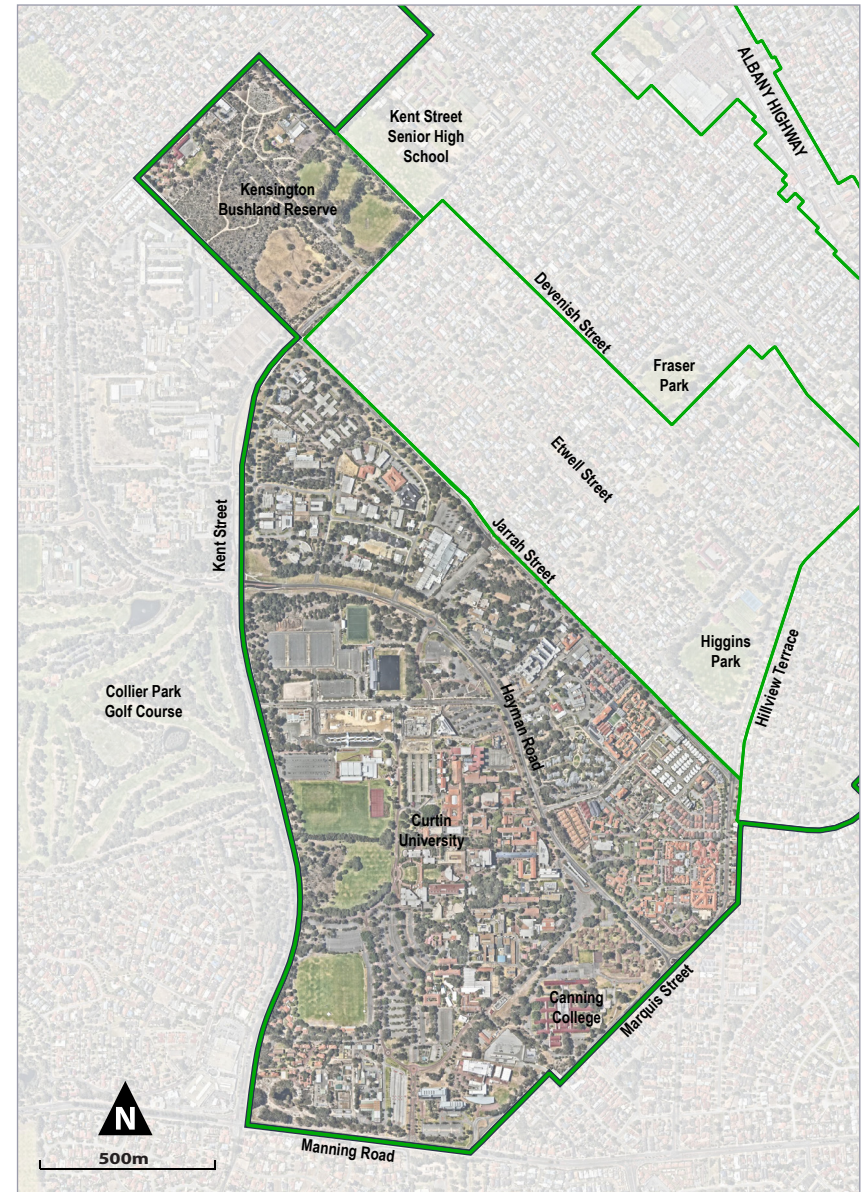 ALBANY HIGHWAY
Kent Street
Senior High
School
Kensington
Bushland Reserve
Devenish Street
Fraser
Park
Etwell Street
Kent Street
Jarrah Street
Higgins
Park
Hillview Terrace
Collier Park
Golf Course
Hayman Road
Curtin
University
Canning
College
Marquis Street
N
500m
Manning Road